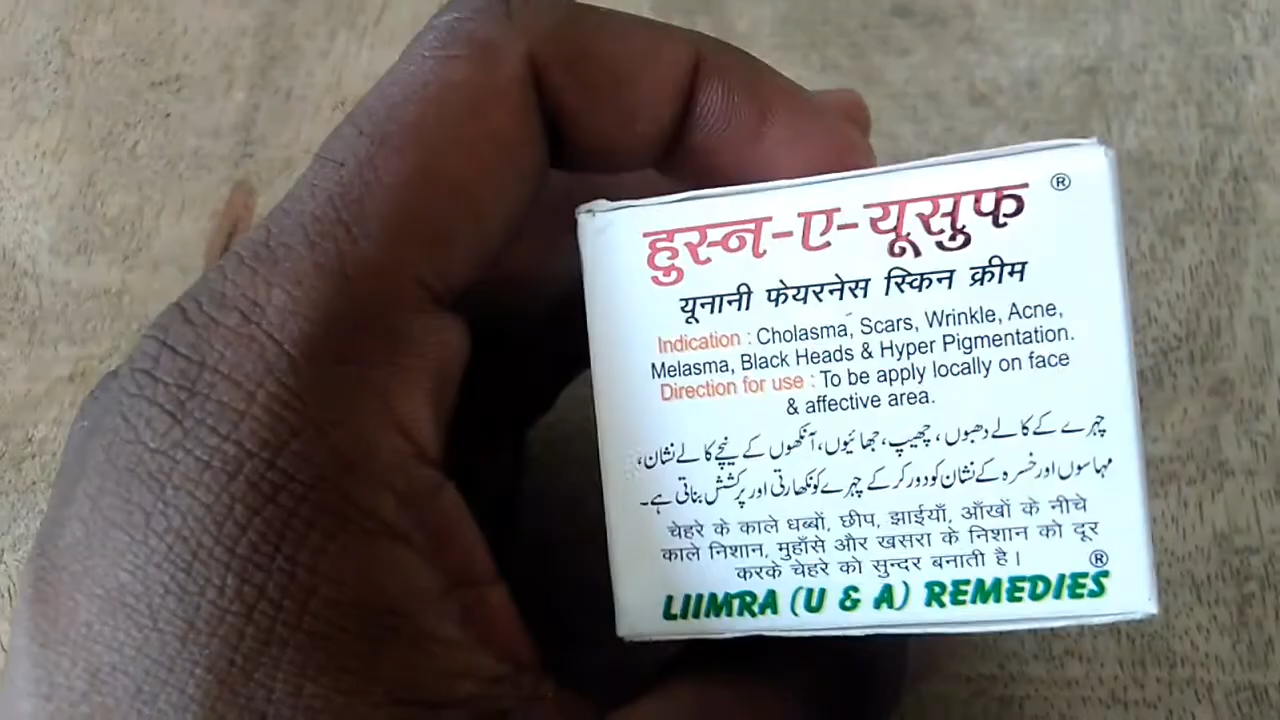 हुस्न-ए-यूसुफ ®
यूनानी फेयरनेस स्किन क्रीम
Indication : Cholasma, Scars, Wrinkle, Acne,
Melasma, Black Heads & Hyper Pigmentation.
Direction for use : To be apply locally on face
& affective area.
چہرے کے کالے دھبوں، چھیپ، جھائیوں، آنکھوں کے نیچے کالے نشان،
مہاسوں اور خسرہ کے نشان کو دور کر کے چہرے کو نکھارتی اور پرکشش بناتی ہے۔
चेहरे के काले धब्बों, छीप, झाईयाँ, आँखों के नीचे
काले निशान, मुहाँसे और खसरा के निशान को दूर
करके चेहरे को सुन्दर बनाती है।
LIIMRA (U & A) REMEDIES ®